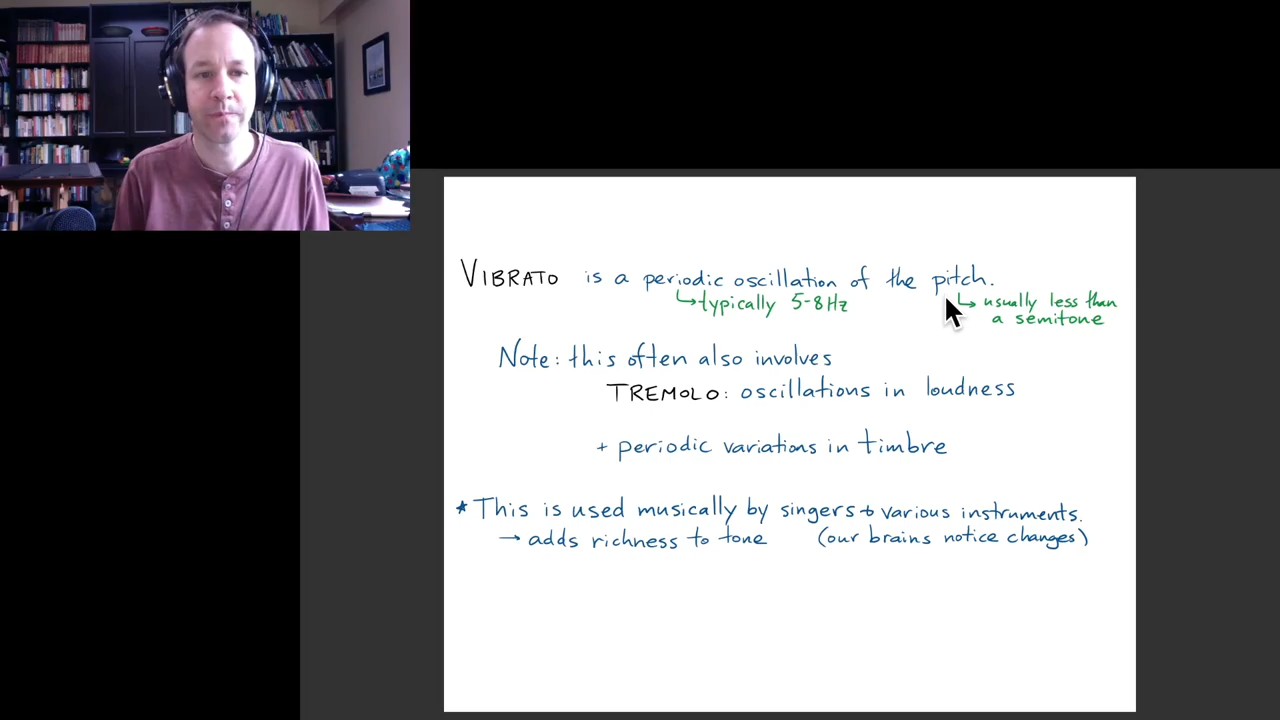 VIBRATO is a periodic oscillation of the pitch.
↳typically 5-8Hz
↳ usually less than
a semitone
Note: this often also involves
TREMOLO: oscillations in loudness
+ periodic variations in timbre
* This is used musically by singers + various instruments.
→ adds richness to tone (our brains notice changes)